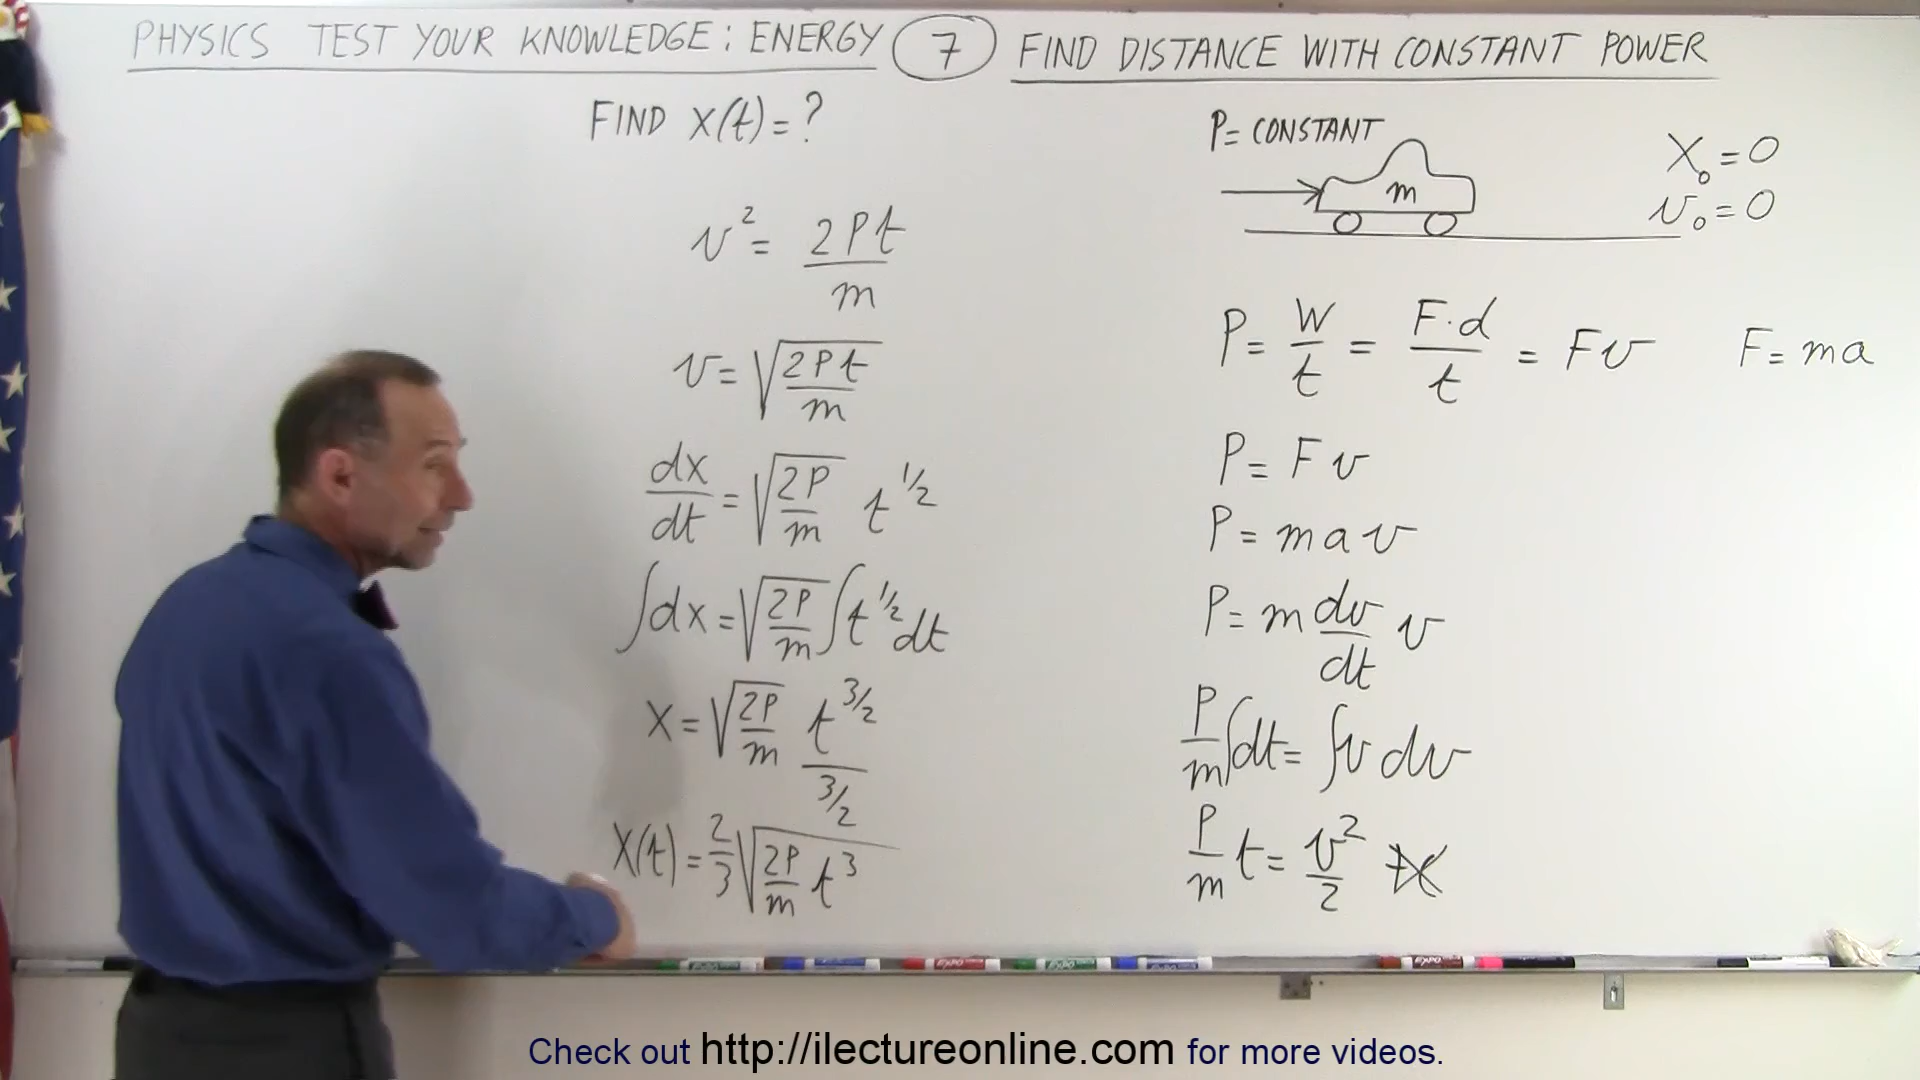 PHYSICS TEST YOUR KNOWLEDGE: ENERGY 7 FIND DISTANCE WITH CONSTANT POWER
FIND X(t)=?
v²= 2Pt/m
v=√(2Pt/m)
dx/dt=√(2P/m) t^1/2
∫dx=√(2P/m)∫t^1/2dt
X=√(2P/m) t^3/2/(3/2)
X(t)=2/3√(2P/m t³)
P=CONSTANT
m
X₀=0
v₀=0
P=W/t=F·d/t=Fv F=ma
P=Fv
P=mav
P=m dv/dt v
P/m∫dt=∫v dv
P/m t=v²/2
Check out http://ilectureonline.com for more videos.